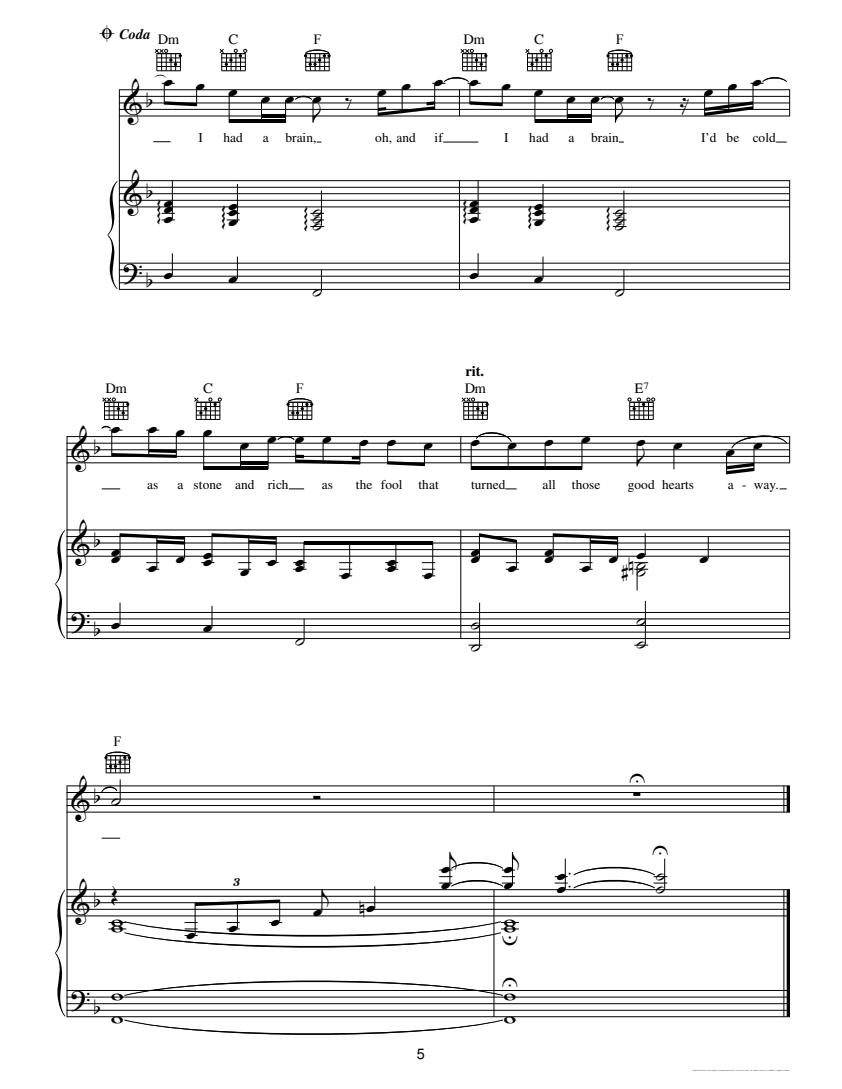 Coda
Dm C F Dm C F
I had a brain, oh, and if I had a brain I'd be cold
rit.
Dm C F Dm E7
as a stone and rich as the fool that turned all those good hearts a - way.
F
3
5